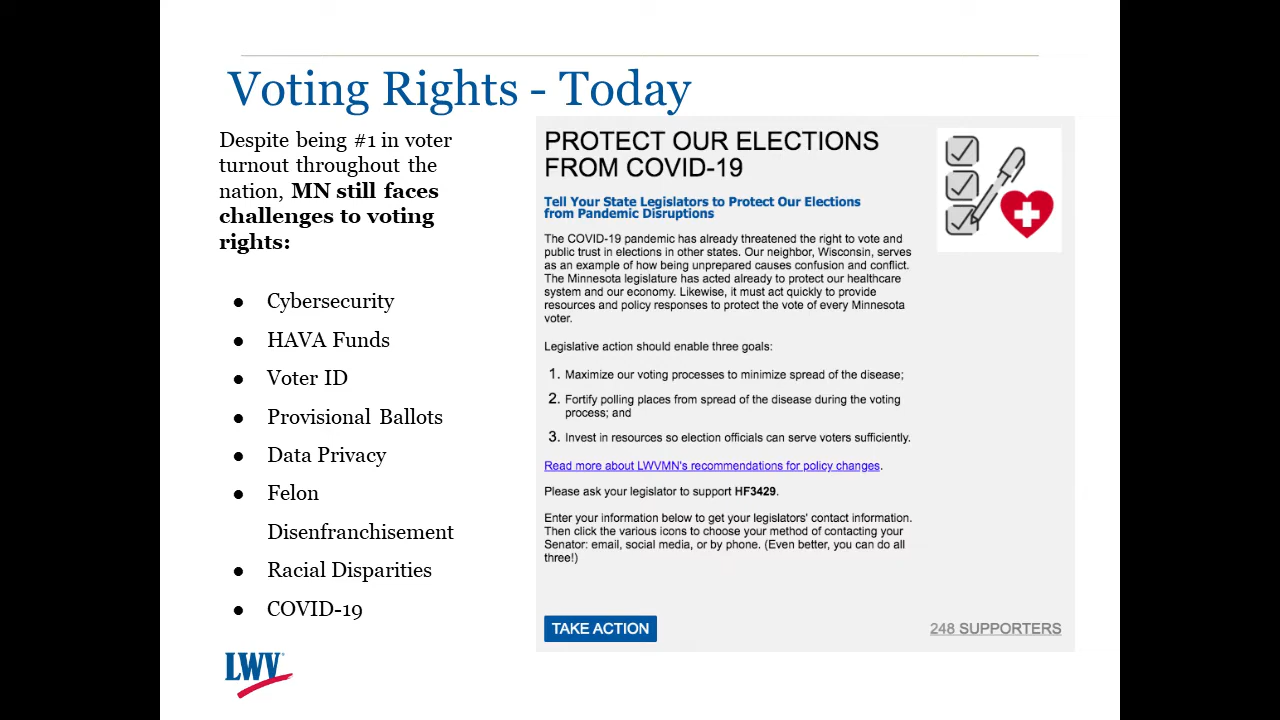 Voting Rights - Today
Despite being #1 in voter
turnout throughout the
nation, MN still faces
challenges to voting
rights:
● Cybersecurity
● HAVA Funds
● Voter ID
● Provisional Ballots
● Data Privacy
● Felon
Disenfranchisement
● Racial Disparities
● COVID-19
LWV
PROTECT OUR ELECTIONS
FROM COVID-19
Tell Your State Legislators to Protect Our Elections
from Pandemic Disruptions
The COVID-19 pandemic has already threatened the right to vote and
public trust in elections in other states. Our neighbor, Wisconsin, serves
as an example of how being unprepared causes confusion and conflict.
The Minnesota legislature has acted already to protect our healthcare
system and our economy. Likewise, it must act quickly to provide
resources and policy responses to protect the vote of every Minnesota
voter.
Legislative action should enable three goals:
1. Maximize our voting processes to minimize spread of the disease;
2. Fortify polling places from spread of the disease during the voting
process; and
3. Invest in resources so election officials can serve voters sufficiently.
Read more about LWVMN's recommendations for policy changes.
Please ask your legislator to support HF3429.
Enter your information below to get your legislators' contact information.
Then click the various icons to choose your method of contacting your
Senator: email, social media, or by phone. (Even better, you can do all
three!)
TAKE ACTION
248 SUPPORTERS